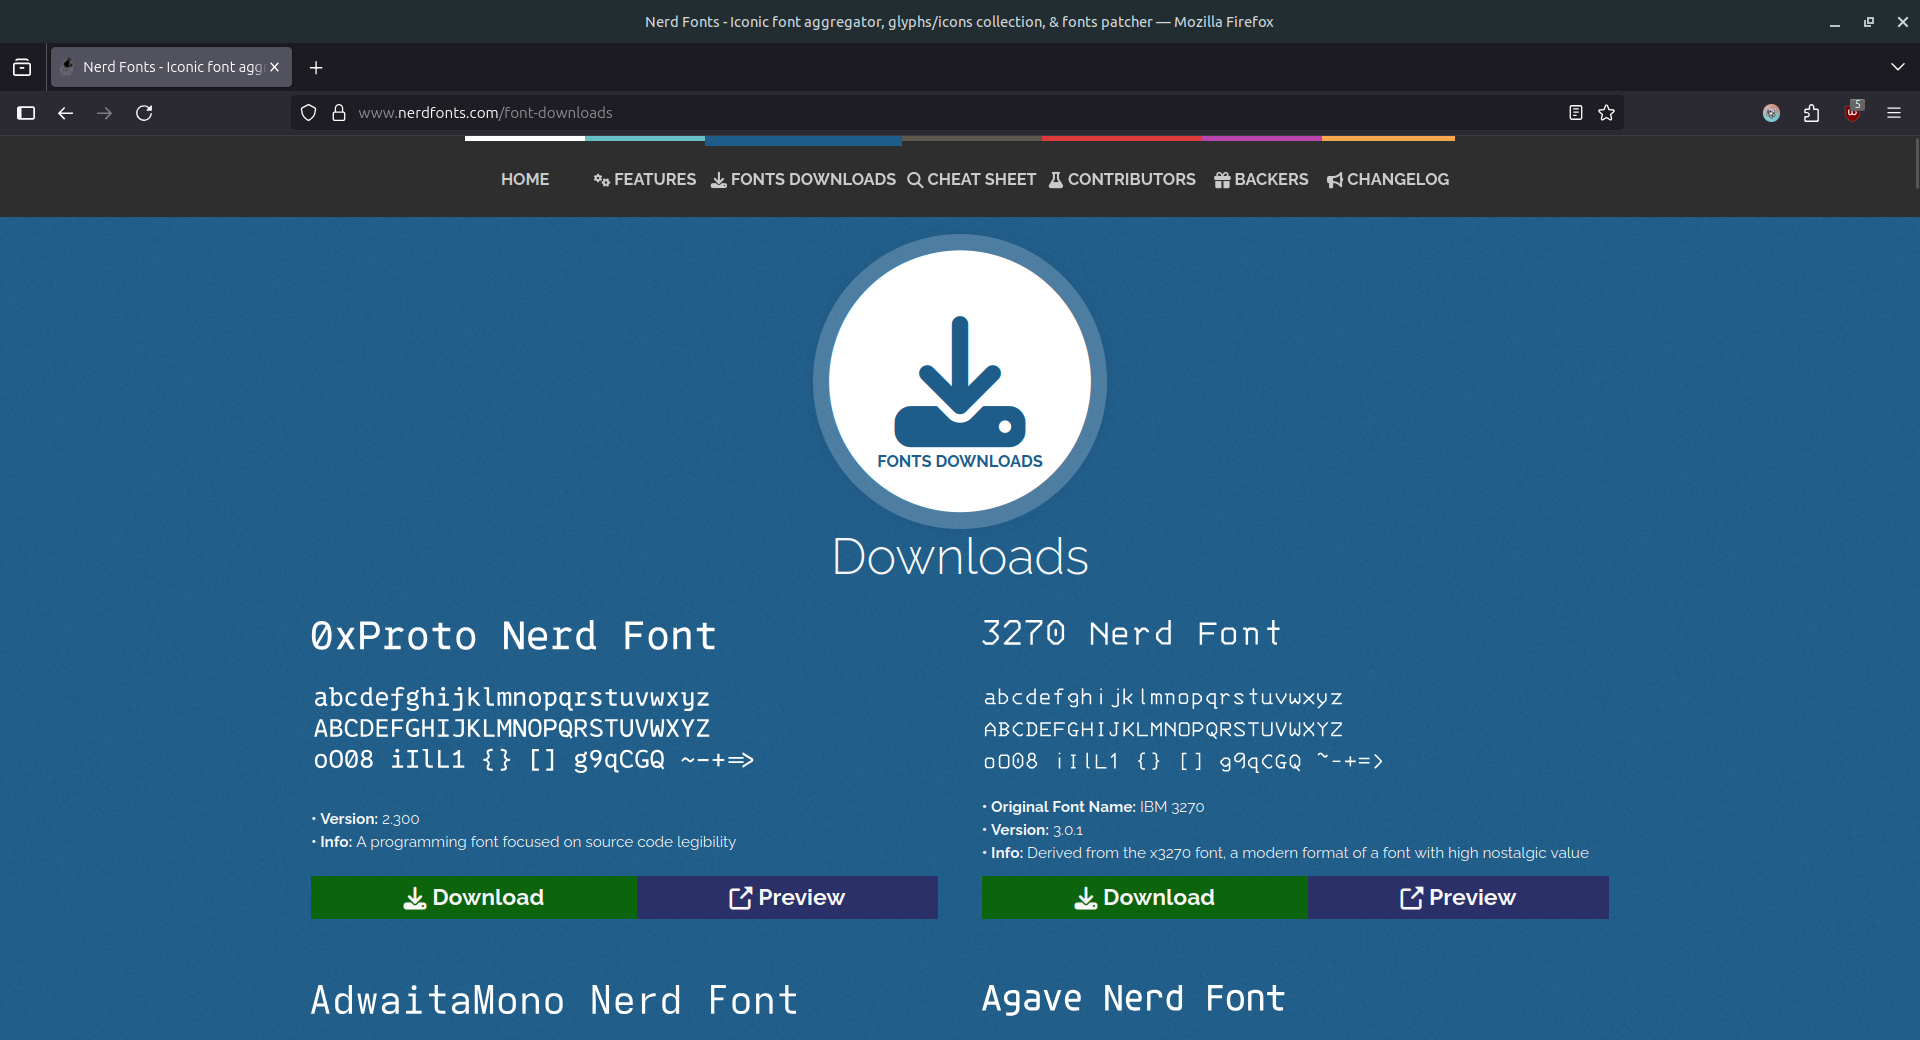 Nerd Fonts - Iconic font aggregator, glyphs/icons collection, & fonts patcher — Mozilla Firefox
Nerd Fonts - Iconic font agg
www.nerdfonts.com/font-downloads
5
HOME FEATURES FONTS DOWNLOADS CHEAT SHEET CONTRIBUTORS BACKERS CHANGELOG
FONTS DOWNLOADS
Downloads
0xProto Nerd Font
abcdefghijklmnopqrstuvwxyz
ABCDEFGHIJKLMNOPQRSTUVWXYZ
oO08 iIlL1 {} [] g9qCGQ ~-+=>
• Version: 2.300
• Info: A programming font focused on source code legibility
Download Preview
3270 Nerd Font
abcdefghijklmnopqrstuvwxyz
ABCDEFGHIJKLMNOPQRSTUVWXYZ
oO08 iIlL1 {} [] g9qCGQ ~-+=>
• Original Font Name: IBM 3270
• Version: 3.0.1
• Info: Derived from the x3270 font, a modern format of a font with high nostalgic value
Download Preview
AdwaitaMono Nerd Font
Agave Nerd Font